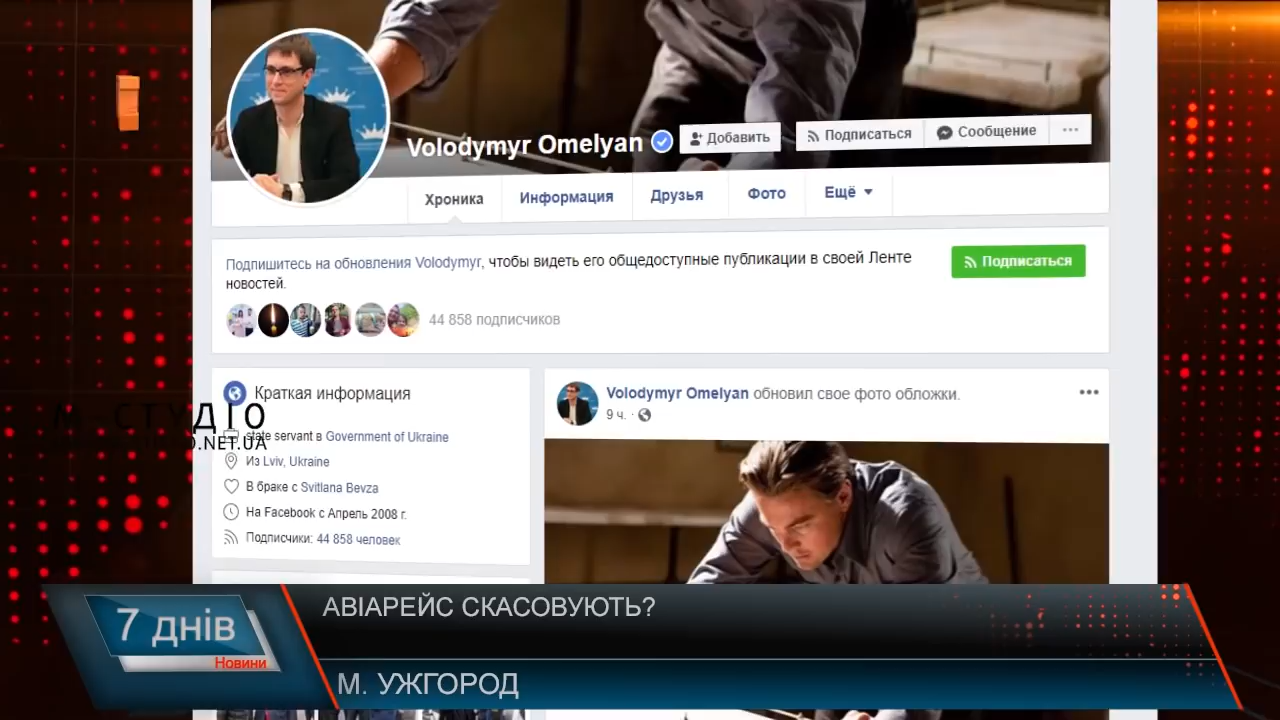 Volodymyr Omelyan
Добавить
Подписаться
Сообщение
Хроника
Информация
Друзья
Фото
Ещё
Подпишитесь на обновления Volodymyr, чтобы видеть его общедоступные публикации в своей Ленте
новостей.
Подписаться
44 858 подписчиков
Краткая информация
state servant в Government of Ukraine
Из Lviv, Ukraine
В браке с Svitlana Bevza
На Facebook с Апрель 2008 г.
Подписчики: 44 858 человек
Volodymyr Omelyan обновил свое фото обложки.
9 ч.
М-СТУДІО
.NET.UA
7 днів
Новини
АВІАРЕЙС СКАСОВУЮТЬ?
М. УЖГОРОД